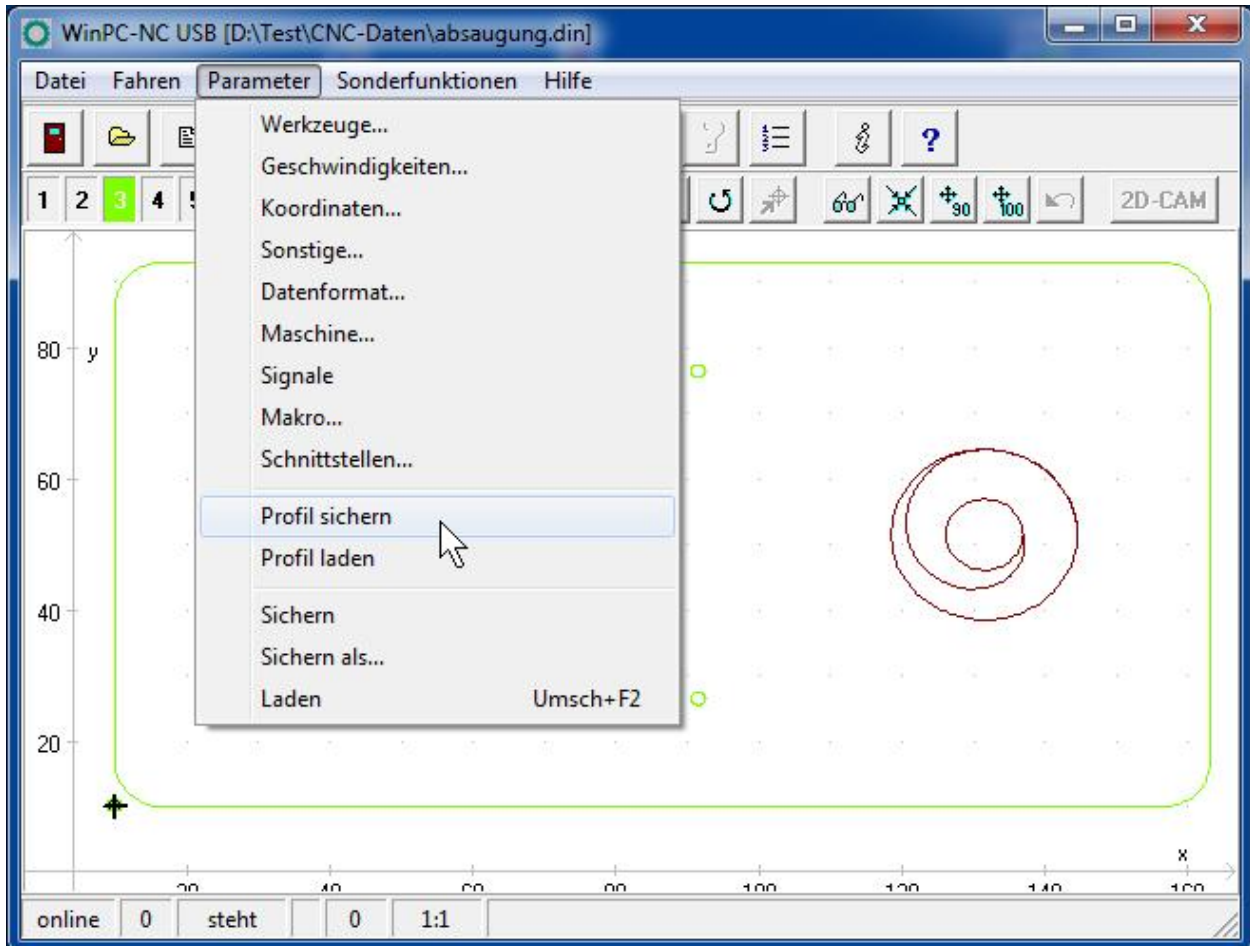 WinPC-NC USB [D:\Test\CNC-Daten\absaugung.din]
Datei Fahren Parameter Sonderfunktionen Hilfe
Werkzeuge...
Geschwindigkeiten...
Koordinaten...
Sonstige...
Datenformat...
Maschine...
Signale
Makro...
Schnittstellen...
Profil sichern
Profil laden
Sichern
Sichern als...
Laden Umsch+F2
?
1 2 3 4
90 100 2D-CAM
80 y
60
40
20
x
online 0 steht 0 1:1